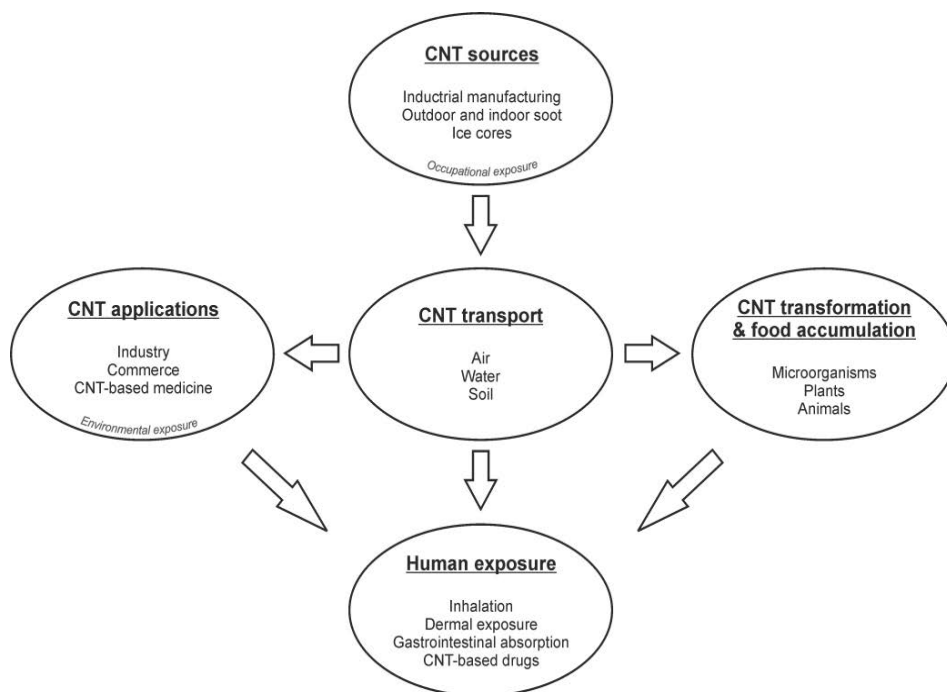 CNT sources
Inductrial manufacturing
Outdoor and indoor soot
Ice cores
Occupational exposure
CNT applications
Industry
Commerce
CNT-based medicine
Environmental exposure
CNT transport
Air
Water
Soil
CNT transformation
& food accumulation
Microorganisms
Plants
Animals
Human exposure
Inhalation
Dermal exposure
Gastrointestinal absorption
CNT-based drugs